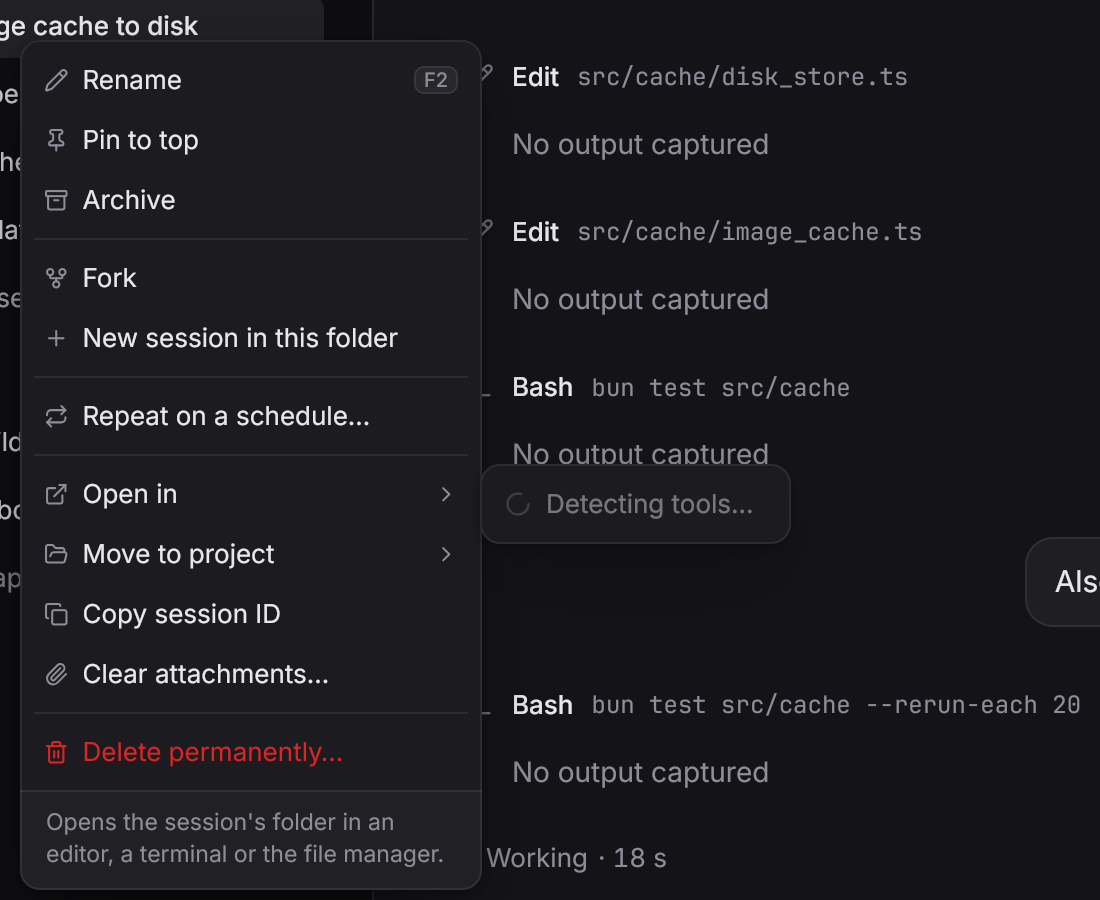 ge cache to disk
Rename F2
Pin to top
Archive
Fork
New session in this folder
Repeat on a schedule...
Open in
Move to project
Copy session ID
Clear attachments...
Delete permanently...
Opens the session's folder in an
editor, a terminal or the file manager.
Edit src/cache/disk_store.ts
No output captured
Edit src/cache/image_cache.ts
No output captured
Bash bun test src/cache
No output captured
Detecting tools...
Als
Bash bun test src/cache --rerun-each 20
No output captured
Working · 18 s